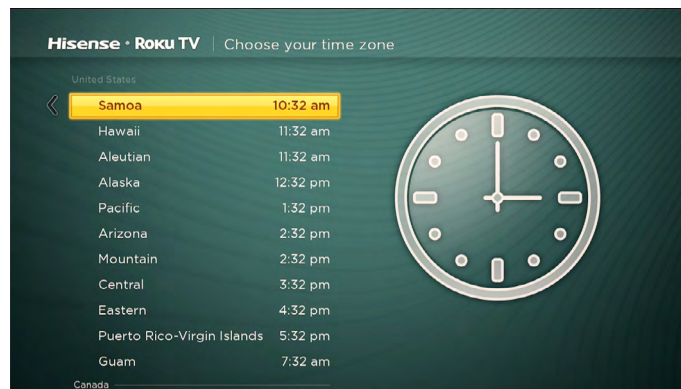 Hisense • Roku TV | Choose your time zone
United States
Samoa 10:32 am
Hawaii 11:32 am
Aleutian 11:32 am
Alaska 12:32 pm
Pacific 1:32 pm
Arizona 2:32 pm
Mountain 2:32 pm
Central 3:32 pm
Eastern 4:32 pm
Puerto Rico-Virgin Islands 5:32 pm
Guam 7:32 am
Canada